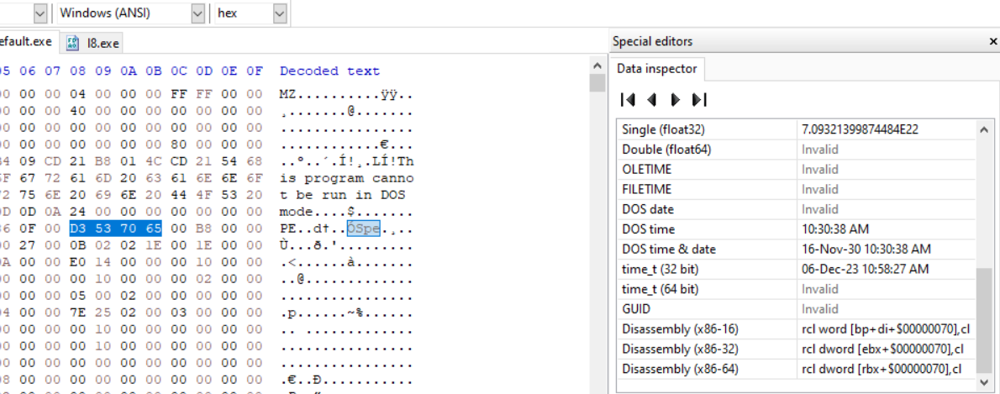 Windows (ANSI) hex
efault.exe I8.exe
Special editors
Data inspector
05 06 07 08 09 0A 0B 0C 0D 0E 0F Decoded text
00 00 00 04 00 00 00 FF FF 00 00 MZ..........ÿÿ..
00 00 00 40 00 00 00 00 00 00 00 ¸.......@.......
00 00 00 00 00 00 00 00 00 00 00 ................
00 00 00 00 00 00 00 80 00 00 00 ............€...
B4 09 CD 21 B8 01 4C CD 21 54 68 ..º..´.Í!¸.LÍ!Th
6F 67 72 61 6D 20 63 61 6E 6E 6F is program canno
72 75 6E 20 69 6E 20 44 4F 53 20 t be run in DOS
0D 0D 0A 24 00 00 00 00 00 00 00 mode....$.......
86 0F 00 D3 53 70 65 00 B8 00 00 PE..d†..ÓSpe.¸..
00 27 00 0B 02 02 1E 00 1E 00 00 Ù...ð.'.........
0A 00 00 E0 14 00 00 00 10 00 00 .<......à.......
00 00 00 00 10 00 00 00 02 00 00 ..@.............
00 00 00 05 00 02 00 00 00 00 00 ................
04 00 00 7E 25 02 00 03 00 00 00 .p......~%......
00 00 00 00 10 00 00 00 00 00 00 .. .............
00 00 00 00 10 00 00 00 00 00 00 ................
00 00 00 00 00 00 00 00 00 00 00 ................
08 00 00 00 00 00 00 00 00 00 00 .€..Ð...........
Single (float32) 7.09321399874484E22
Double (float64) Invalid
OLETIME Invalid
FILETIME Invalid
DOS date Invalid
DOS time 10:30:38 AM
DOS time & date 16-Nov-30 10:30:38 AM
time_t (32 bit) 06-Dec-23 10:58:27 AM
time_t (64 bit) Invalid
GUID Invalid
Disassembly (x86-16) rcl word [bp+di+$00000070],cl
Disassembly (x86-32) rcl dword [ebx+$00000070],cl
Disassembly (x86-64) rcl dword [rbx+$00000070],cl